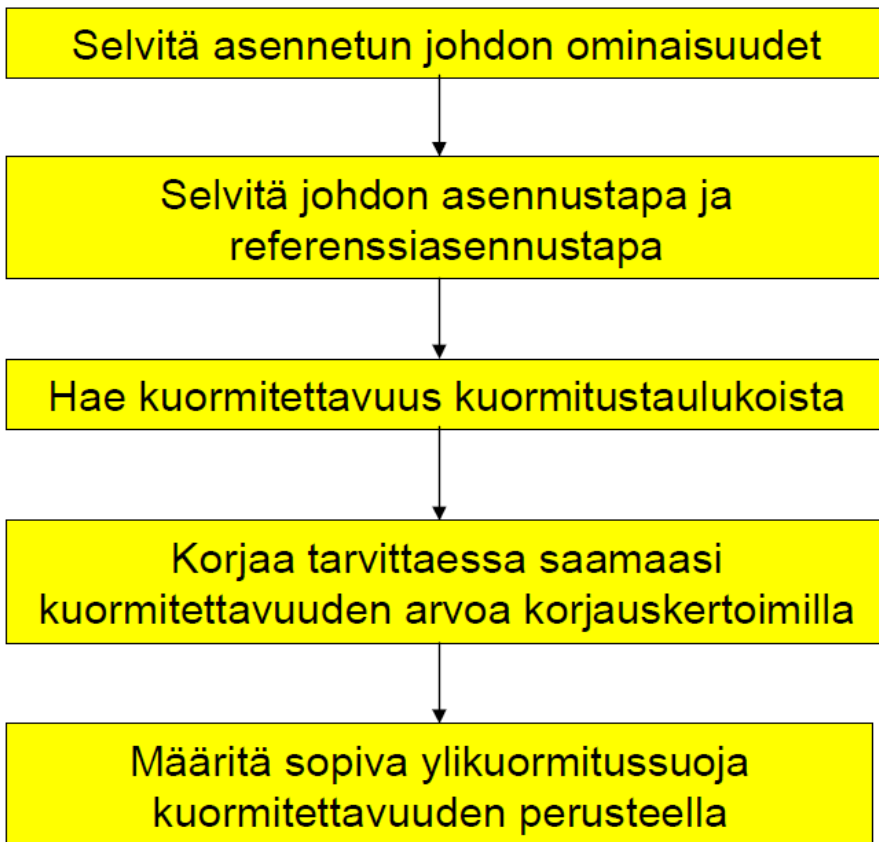 Selvitä asennetun johdon ominaisuudet
Selvitä johdon asennustapa ja
referenssiasennustapa
Hae kuormitettavuus kuormitustaulukoista
Korjaa tarvittaessa saamaasi
kuormitettavuuden arvoa korjauskertoimilla
Määritä sopiva ylikuormitussuoja
kuormitettavuuden perusteella